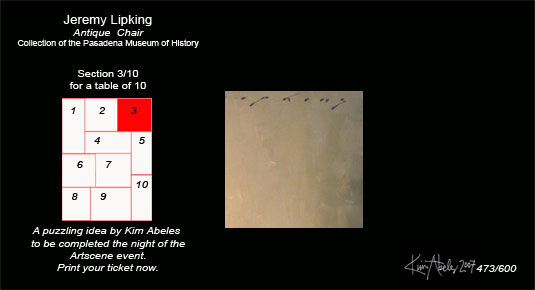 Jeremy Lipking
Antique Chair
Collection of the Pasadena Museum of History
Section 3/10
for a table of 10
1 2 3
4 5
6 7
10
8 9
A puzzling idea by Kim Abeles
to be completed the night of the
Artscene event.
Print your ticket now.
Kim Abeles 2007 473/600